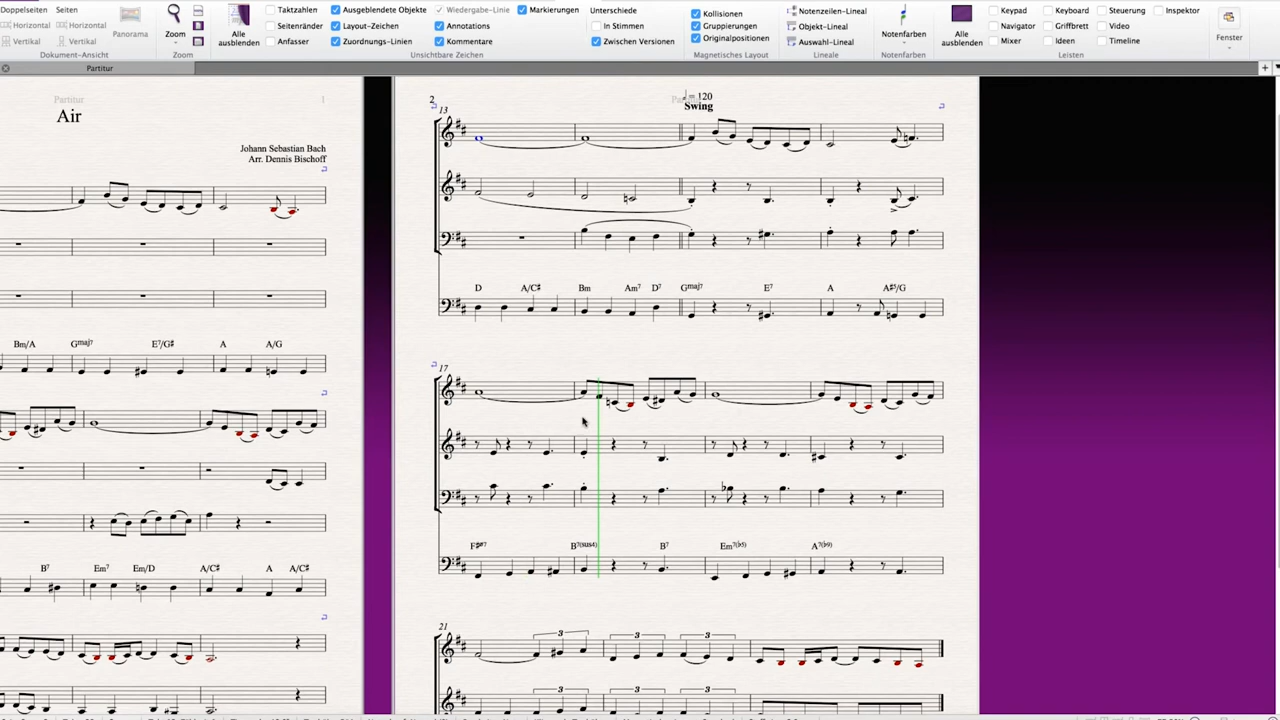 Doppelseiten Seiten
Horizontal Horizontal
Vertikal Vertikal
Panorama
Dokument-Ansicht
Zoom
Zoom
Alle ausblenden
Taktzahlen
Seitenränder
Anfasser
Ausgeblendete Objekte
Layout-Zeichen
Zuordnungs-Linien
Wiedergabe-Linie
Annotations
Kommentare
Markierungen
Unsichtbare Zeichen
Unterschiede
In Stimmen
Zwischen Versionen
Kollisionen
Gruppierungen
Originalpositionen
Magnetisches Layout
Notenzeilen-Lineal
Objekt-Lineal
Auswahl-Lineal
Lineale
Notenfarben
Notenfarben
Alle ausblenden
Keypad Keyboard Steuerung Inspektor
Navigator Griffbrett Video
Mixer Ideen Timeline
Leisten
Fenster
Partitur
Partitur 1
Air
Johann Sebastian Bach
Arr. Dennis Bischoff
Bm/A Gmaj7 E7/G♯ A A/G
B7 Em7 Em/D A/C♯ A A/C♯
2
♩ = 120
Swing
13
D A/C♯ Bm Am7 D7 Gmaj7 E7 A
17
B7(sus4) B7 Em7(♭5) A7(♭9)
21
3 3 3
3 3 3